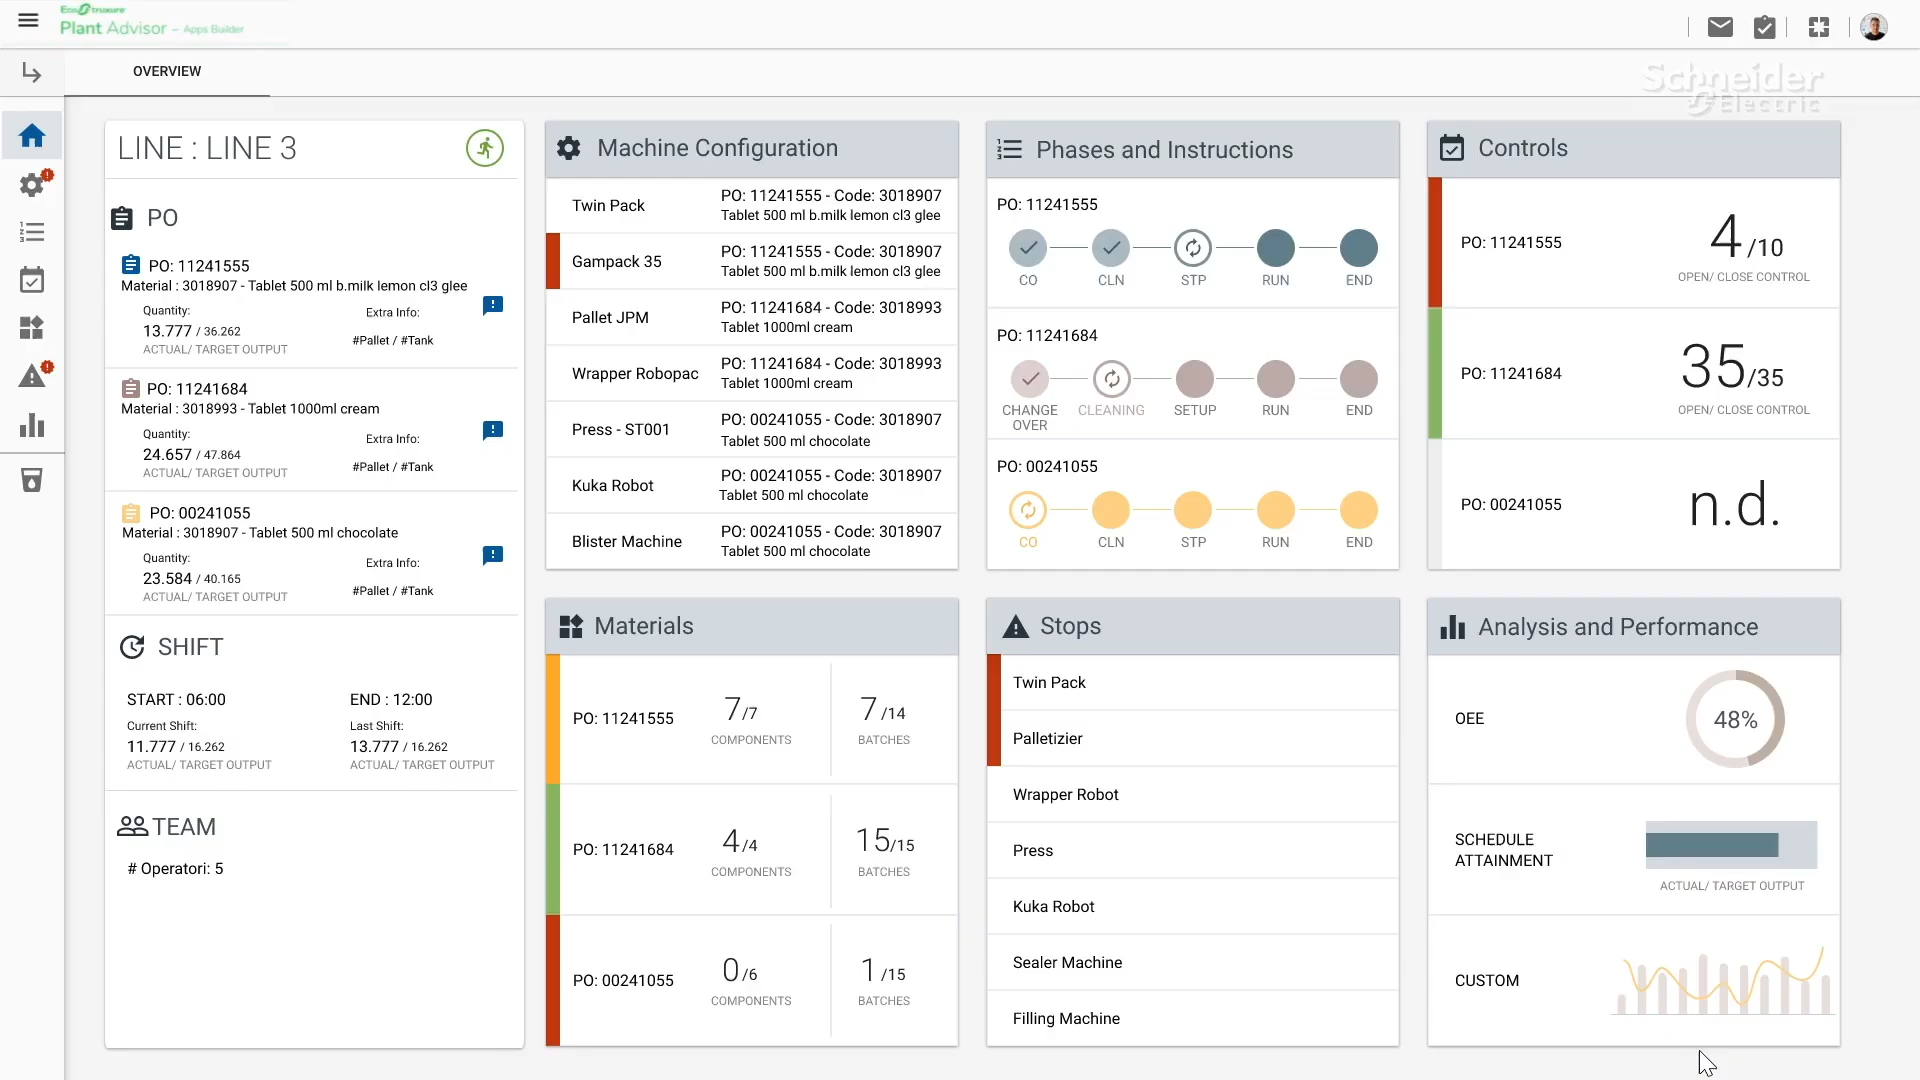 EcoStruxure
Plant Advisor – Apps Builder
Schneider
Electric
OVERVIEW
LINE : LINE 3
PO
PO: 11241555
Material : 3018907 - Tablet 500 ml b.milk lemon cl3 glee
Quantity:
Extra Info:
13.777 / 36.262
#Pallet / #Tank
ACTUAL/ TARGET OUTPUT
PO: 11241684
Material : 3018993 - Tablet 1000ml cream
Quantity:
Extra Info:
24.657 / 47.864
#Pallet / #Tank
ACTUAL/ TARGET OUTPUT
PO: 00241055
Material : 3018907 - Tablet 500 ml chocolate
Quantity:
Extra Info:
23.584 / 40.165
#Pallet / #Tank
ACTUAL/ TARGET OUTPUT
SHIFT
START : 06:00
END : 12:00
Current Shift:
Last Shift:
11.777 / 16.262
13.777 / 16.262
ACTUAL/ TARGET OUTPUT
ACTUAL/ TARGET OUTPUT
TEAM
# Operatori: 5
Machine Configuration
Twin Pack
PO: 11241555 - Code: 3018907
Tablet 500 ml b.milk lemon cl3 glee
Gampack 35
PO: 11241555 - Code: 3018907
Tablet 500 ml b.milk lemon cl3 glee
Pallet JPM
PO: 11241684 - Code: 3018993
Tablet 1000ml cream
Wrapper Robopac
PO: 11241684 - Code: 3018993
Tablet 1000ml cream
Press - ST001
PO: 00241055 - Code: 3018907
Tablet 500 ml chocolate
Kuka Robot
PO: 00241055 - Code: 3018907
Tablet 500 ml chocolate
Blister Machine
PO: 00241055 - Code: 3018907
Tablet 500 ml chocolate
Phases and Instructions
PO: 11241555
CO CLN STP RUN END
PO: 11241684
CHANGE OVER CLEANING SETUP RUN END
PO: 00241055
CO CLN STP RUN END
Controls
PO: 11241555
4/10
OPEN/ CLOSE CONTROL
PO: 11241684
35/35
OPEN/ CLOSE CONTROL
PO: 00241055
n.d.
Materials
PO: 11241555
7/7
COMPONENTS
7/14
BATCHES
PO: 11241684
4/4
COMPONENTS
15/15
BATCHES
PO: 00241055
0/6
COMPONENTS
1/15
BATCHES
Stops
Twin Pack
Palletizier
Wrapper Robot
Press
Kuka Robot
Sealer Machine
Filling Machine
Analysis and Performance
OEE
48%
SCHEDULE
ATTAINMENT
ACTUAL/ TARGET OUTPUT
CUSTOM